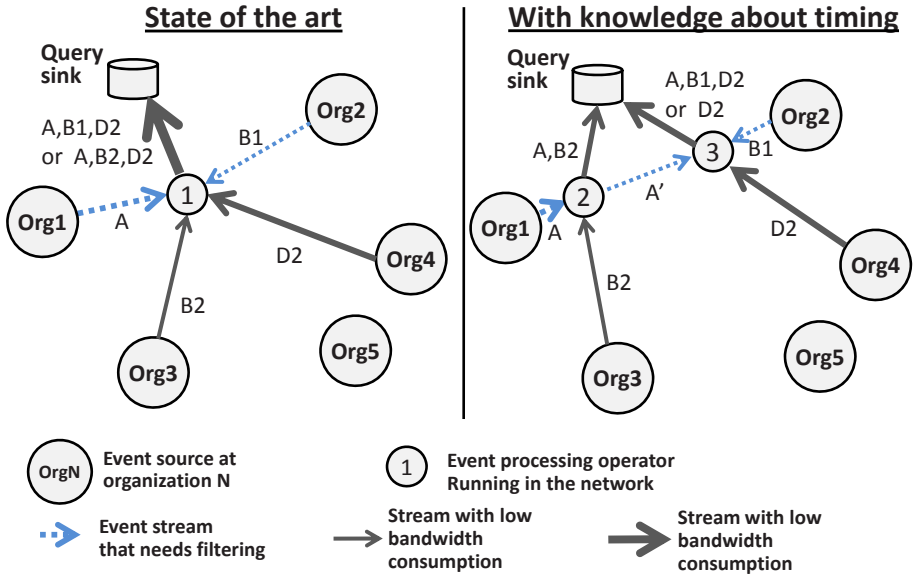 State of the art
Query
sink
Org2
A,B1,D2
or A,B2,D2
B1
1
Org1
A
D2
Org4
B2
Org3
Org5
With knowledge about timing
Query
sink
A,B1,D2
or D2
Org2
A,B2
3
B1
2
A’
Org1
A
D2
Org4
B2
Org5
Org3
OrgN
Event source at
organization N
1
Event processing operator
Running in the network
Event stream
that needs filtering
Stream with low
bandwidth
consumption
Stream with low
bandwidth
consumption